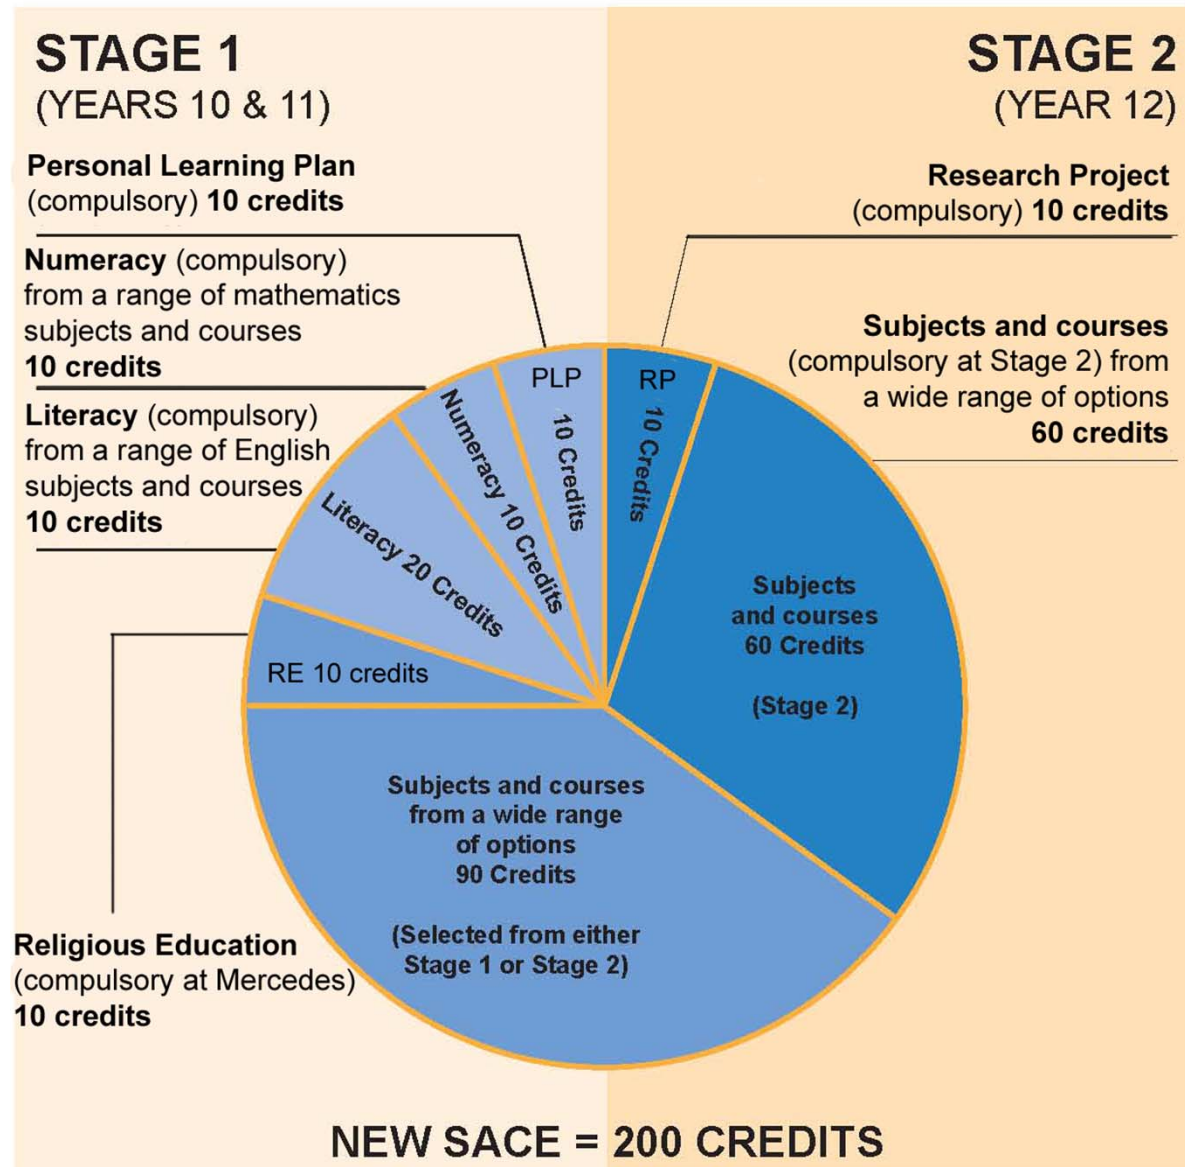 STAGE 1
(YEARS 10 & 11)
Personal Learning Plan
(compulsory) 10 credits
Numeracy (compulsory)
from a range of mathematics
subjects and courses
10 credits
Literacy (compulsory)
from a range of English
subjects and courses
10 credits
STAGE 2
(YEAR 12)
Research Project
(compulsory) 10 credits
Subjects and courses
(compulsory at Stage 2) from
a wide range of options
60 credits
PLP
10 Credits
RP
10 Credits
Numeracy 10 Credits
Literacy 20 Credits
RE 10 credits
Subjects
and courses
60 Credits
(Stage 2)
Subjects and courses
from a wide range
of options
90 Credits
(Selected from either
Stage 1 or Stage 2)
Religious Education
(compulsory at Mercedes)
10 credits
NEW SACE = 200 CREDITS